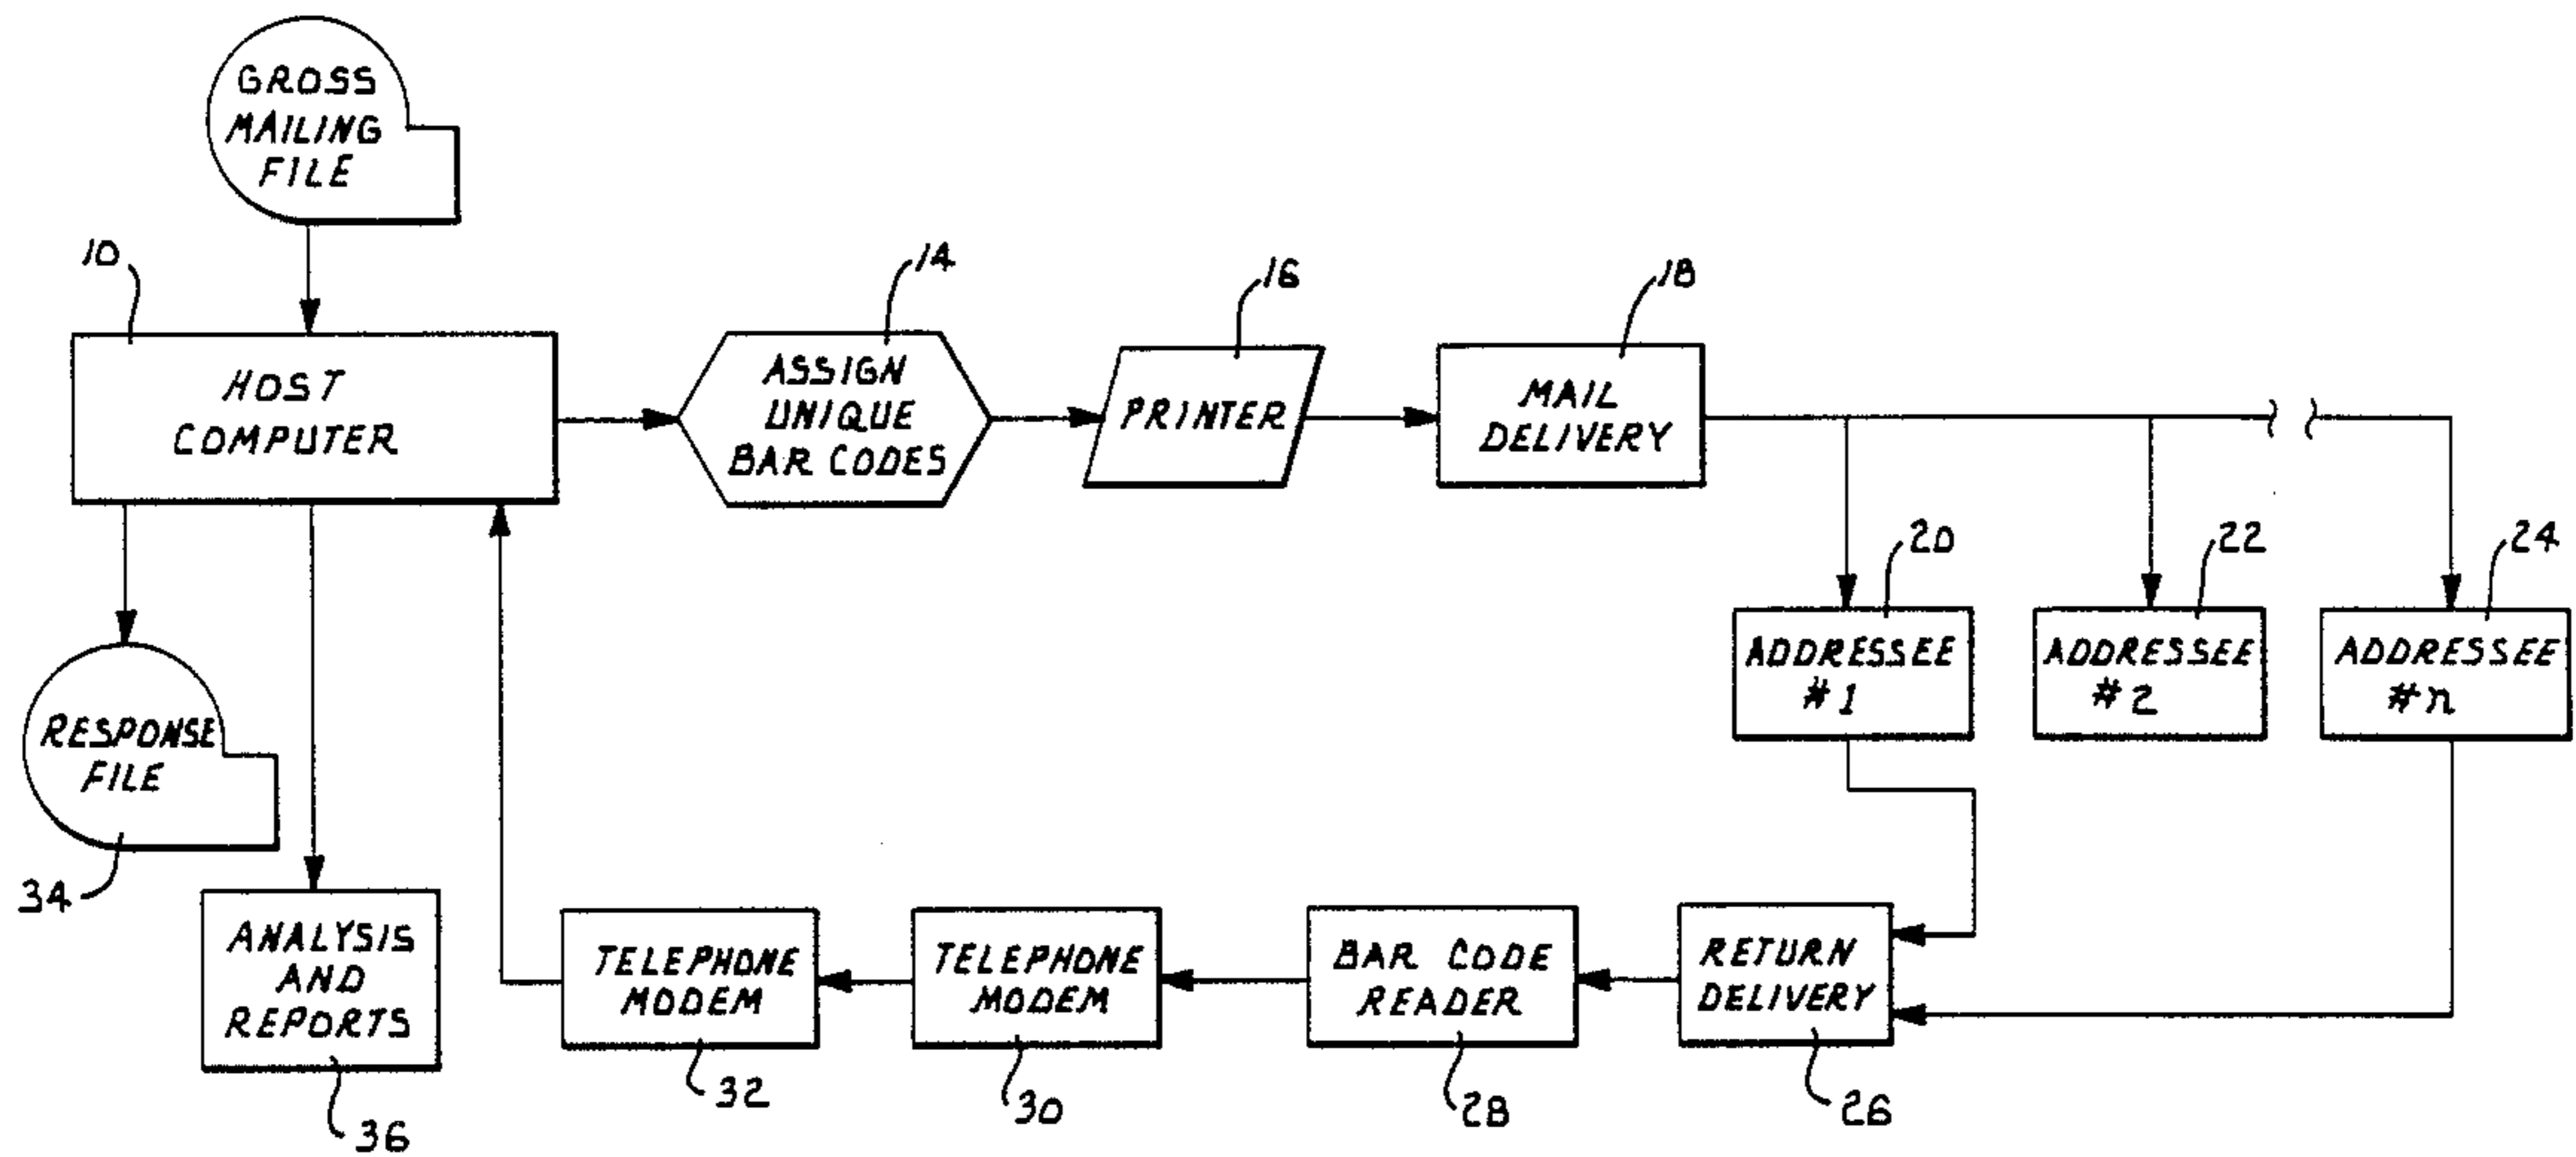 GROSS
MAILING
FILE
10
14
16
18
HOST
COMPUTER
ASSIGN
UNIQUE
BAR CODES
PRINTER
MAIL
DELIVERY
20
22
24
ADDRESSEE
#1
ADDRESSEE
#2
ADDRESSEE
#n
RESPONSE
FILE
34
ANALYSIS
AND
REPORTS
36
TELEPHONE
MODEM
32
TELEPHONE
MODEM
30
BAR CODE
READER
28
RETURN
DELIVERY
26